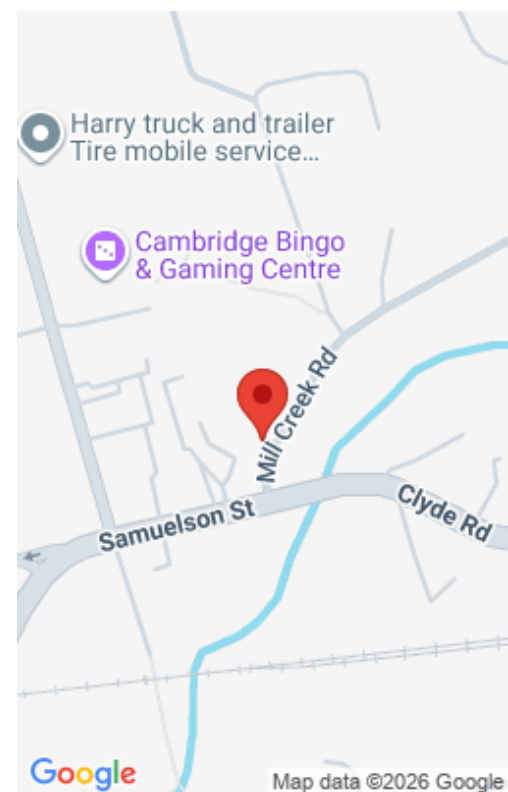 Harry truck and trailer
Tire mobile service...
Cambridge Bingo
& Gaming Centre
Mill Creek Rd
Samuelson St
Clyde Rd
Google
Map data ©2026 Google